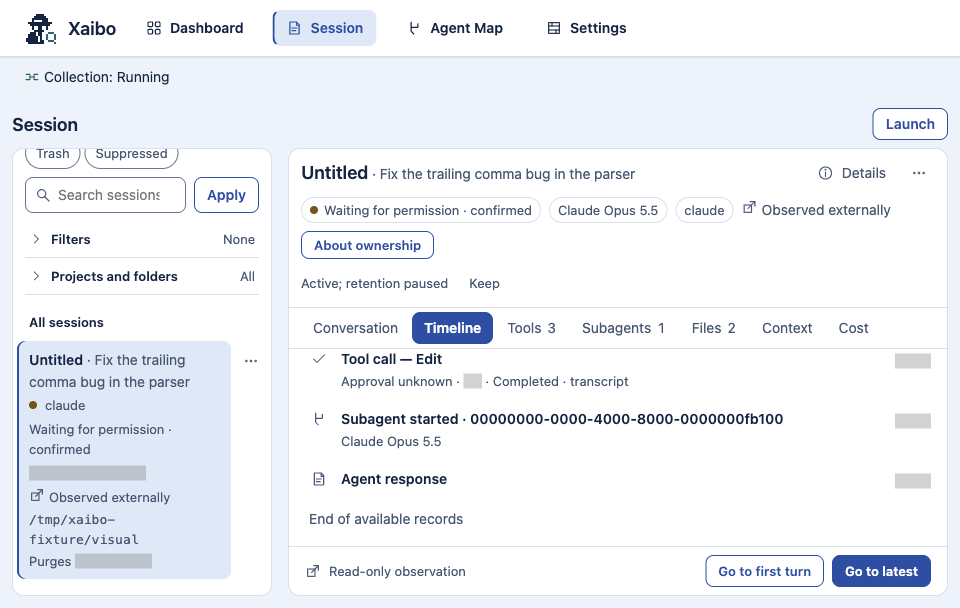 Xaibo
Dashboard
Session
Agent Map
Settings
Collection: Running
Session
Launch
Trash
Suppressed
Search sessions
Apply
Filters
None
Projects and folders
All
All sessions
Untitled · Fix the trailing
comma bug in the parser
claude
Waiting for permission ·
confirmed
Observed externally
/tmp/xaibo-
fixture/visual
Purges
Untitled · Fix the trailing comma bug in the parser
Details
Waiting for permission · confirmed
Claude Opus 5.5
claude
Observed externally
About ownership
Active; retention paused
Keep
Conversation
Timeline
Tools 3
Subagents 1
Files 2
Context
Cost
Tool call — Edit
Approval unknown · · Completed · transcript
Subagent started · 00000000-0000-4000-8000-0000000fb100
Claude Opus 5.5
Agent response
End of available records
Read-only observation
Go to first turn
Go to latest